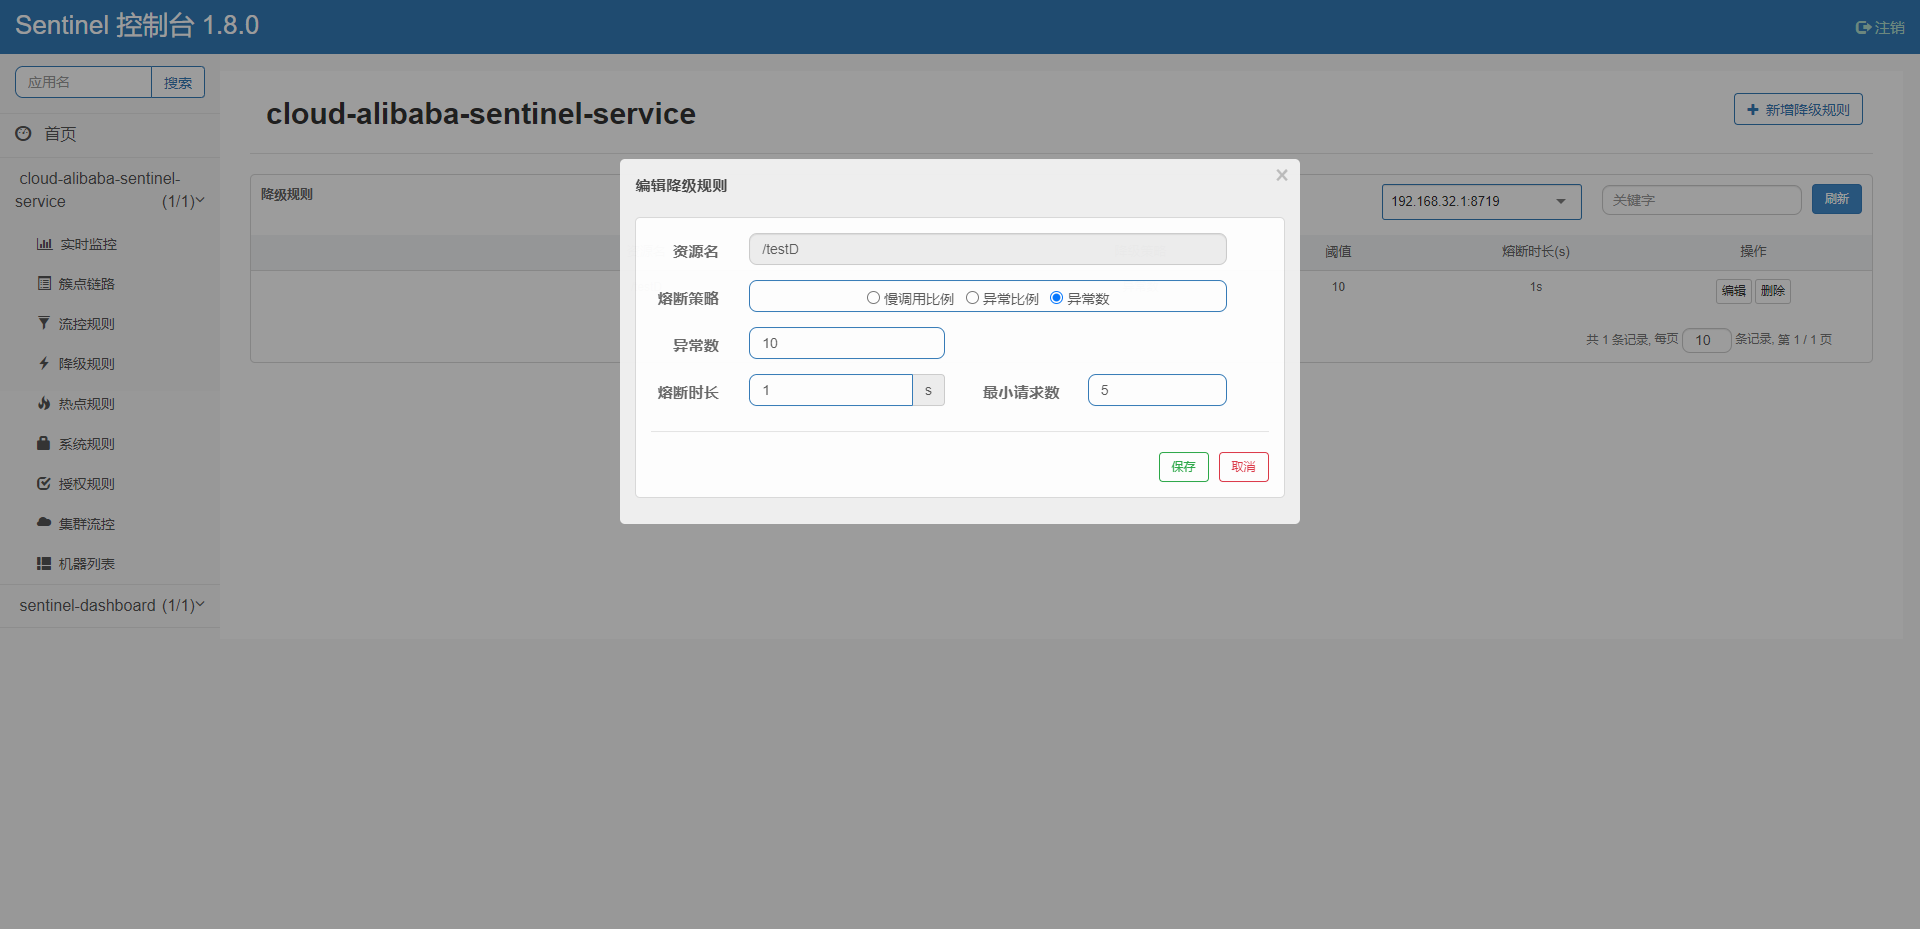 Sentinel 控制台 1.8.0
注销
应用名
搜索
首页
cloud-alibaba-sentinel-
service (1/1)
实时监控
簇点链路
流控规则
降级规则
热点规则
系统规则
授权规则
集群流控
机器列表
sentinel-dashboard (1/1)
cloud-alibaba-sentinel-service
新增降级规则
降级规则
192.168.32.1:8719
关键字
刷新
阈值 熔断时长(s) 操作
10 1s 编辑 删除
共 1 条记录, 每页 10 条记录, 第 1 / 1 页
编辑降级规则
×
资源名 /testD
熔断策略 慢调用比例 异常比例 异常数
异常数 10
熔断时长 1 s 最小请求数 5
保存 取消